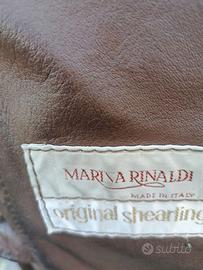 MARINA RINALDI
MADE IN ITALY
original shearling
subito